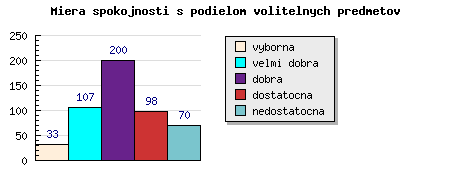 Miera spokojnosti s podielom volitelnych predmetov
250
200
150
100
50
0
33
107
200
98
70
vyborna
velmi dobra
dobra
dostatocna
nedostatocna